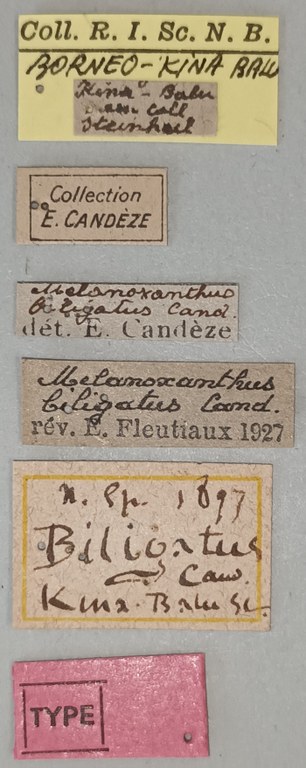 Coll. R. I. Sc. N. B.
BORNEO-KINA BALU
Kina - Balu
coll
Steinheil
Collection
E. CANDÈZE
Melanoxanthus
biligatus Cand.
dét. E. Candèze
Melanoxanthus
biligatus Cand.
rév. E. Fleutiaux 1927
n. Sp. 1897
Biligatus
Cand.
Kina-Balu St.
TYPE